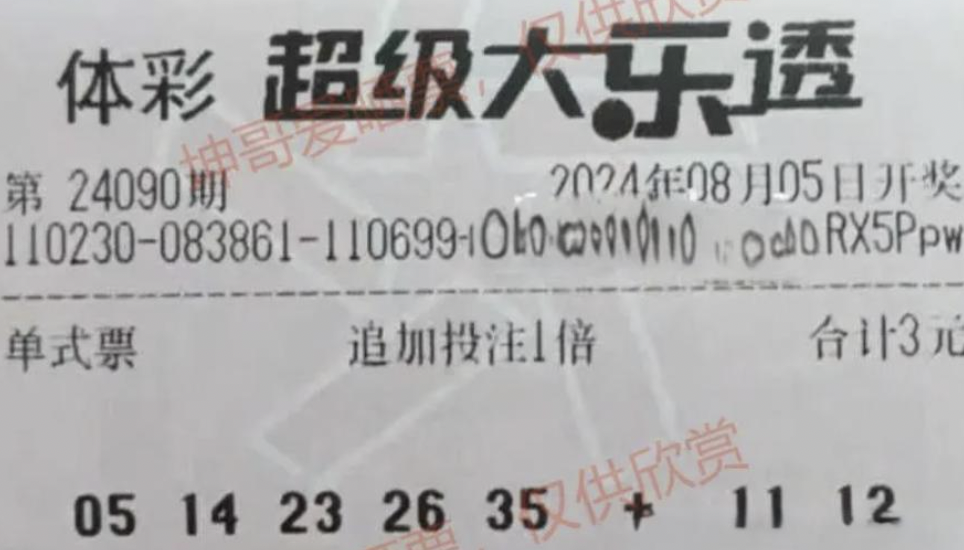 体彩 超级大乐透
坤哥爱晒票，仅供欣赏
第 24090期 2024年08月05日开奖
110230-083861-110699- RX5Ppw
单式票 追加投注1倍 合计3元
仅供欣赏
05 14 23 26 35 + 11 12